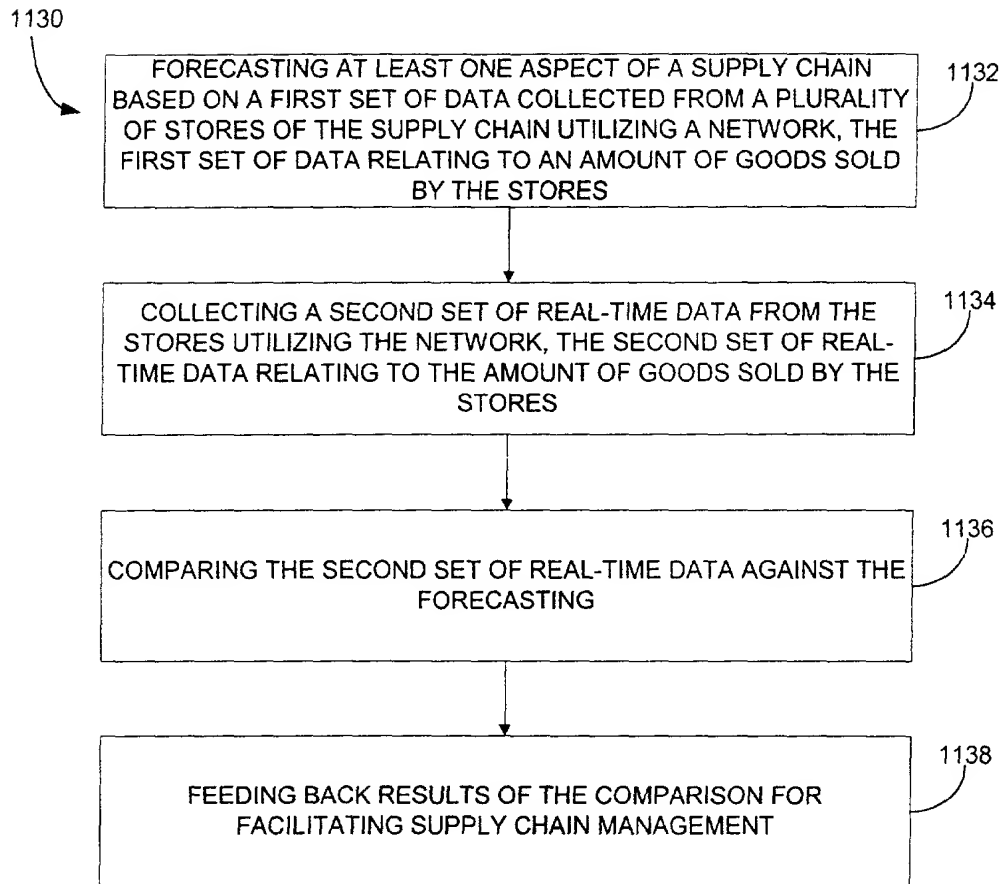 1130
FORECASTING AT LEAST ONE ASPECT OF A SUPPLY CHAIN
BASED ON A FIRST SET OF DATA COLLECTED FROM A PLURALITY
OF STORES OF THE SUPPLY CHAIN UTILIZING A NETWORK, THE
FIRST SET OF DATA RELATING TO AN AMOUNT OF GOODS SOLD
BY THE STORES
1132
COLLECTING A SECOND SET OF REAL-TIME DATA FROM THE
STORES UTILIZING THE NETWORK, THE SECOND SET OF REAL-
TIME DATA RELATING TO THE AMOUNT OF GOODS SOLD BY THE
STORES
1134
COMPARING THE SECOND SET OF REAL-TIME DATA AGAINST THE
FORECASTING
1136
FEEDING BACK RESULTS OF THE COMPARISON FOR
FACILITATING SUPPLY CHAIN MANAGEMENT
1138